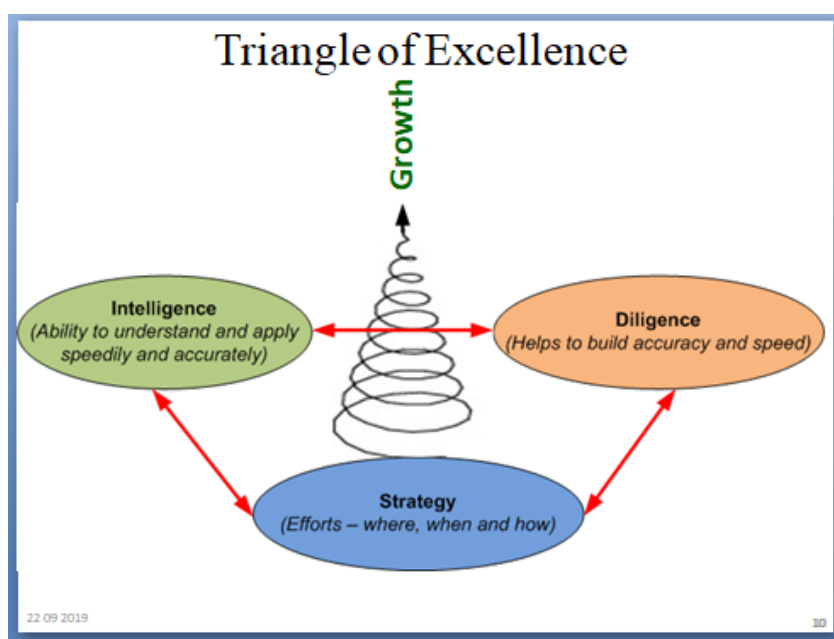 Triangle of Excellence
Growth
Intelligence
(Ability to understand and apply
speedily and accurately)
Diligence
(Helps to build accuracy and speed)
Strategy
(Efforts – where, when and how)
22 09 2019
10